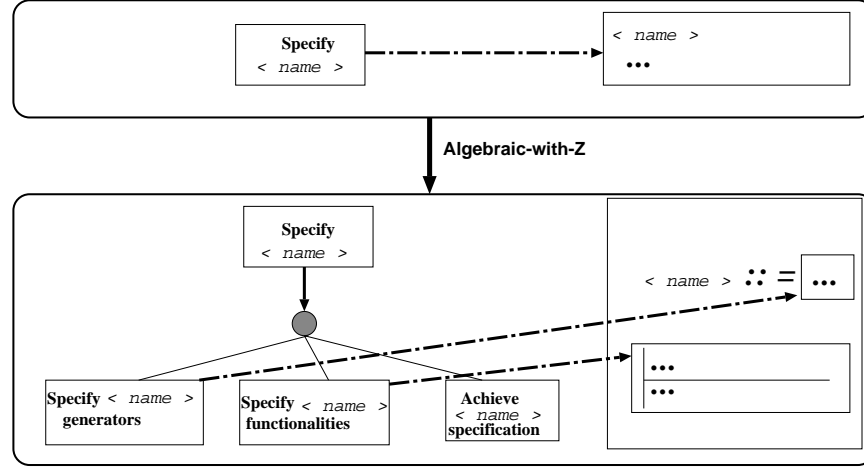 Specify
< name >
< name >
•••
Algebraic-with-Z
Specify
< name >
< name > :: = •••
•••
•••
Specify < name >
generators
Specify < name >
functionalities
Achieve
< name >
specification